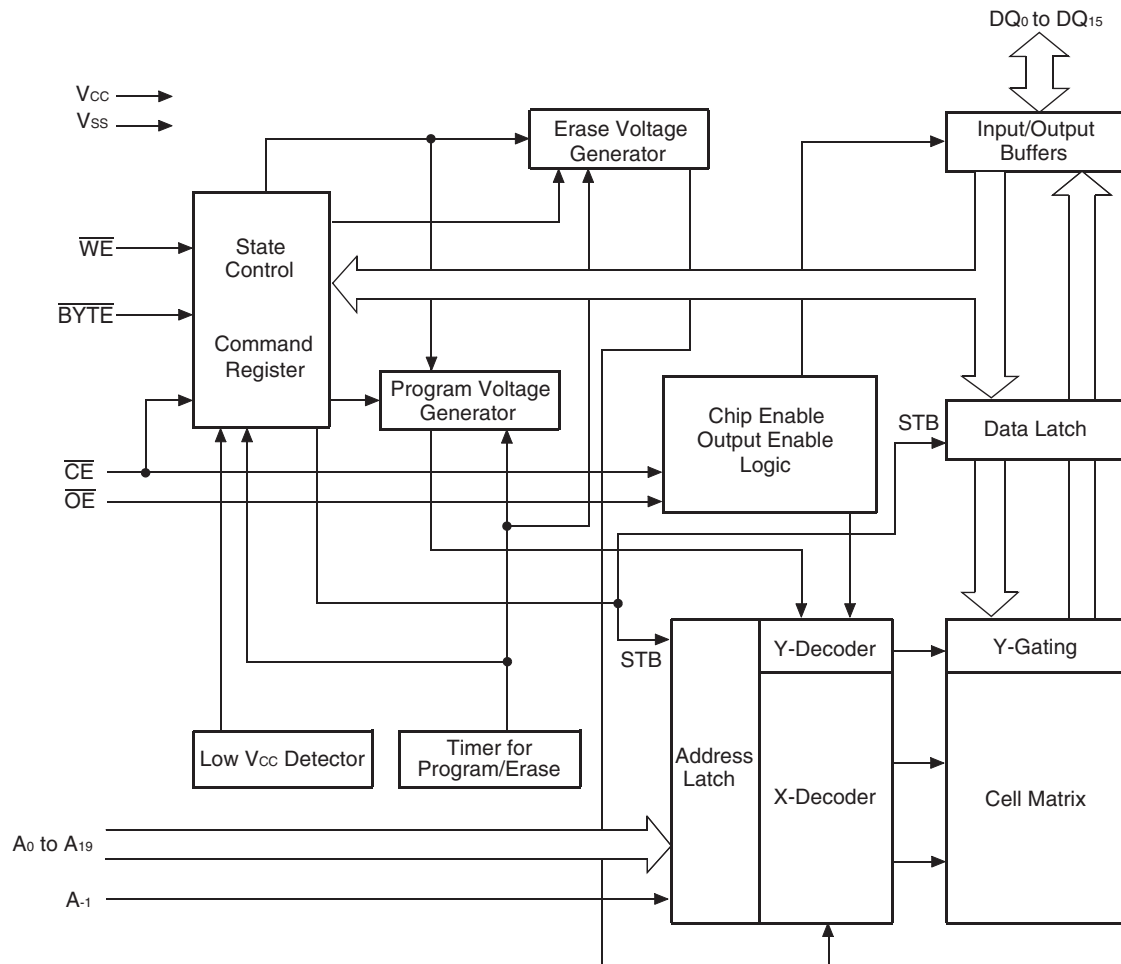 DQ0 to DQ15
VCC
VSS
Erase Voltage
Generator
Input/Output
Buffers
WE
State
Control
BYTE
Command
Register
Program Voltage
Generator
Chip Enable
Output Enable
Logic
STB
Data Latch
CE
OE
STB
Y-Decoder
Y-Gating
Low VCC Detector
Timer for
Program/Erase
Address
Latch
X-Decoder
Cell Matrix
A0 to A19
A-1